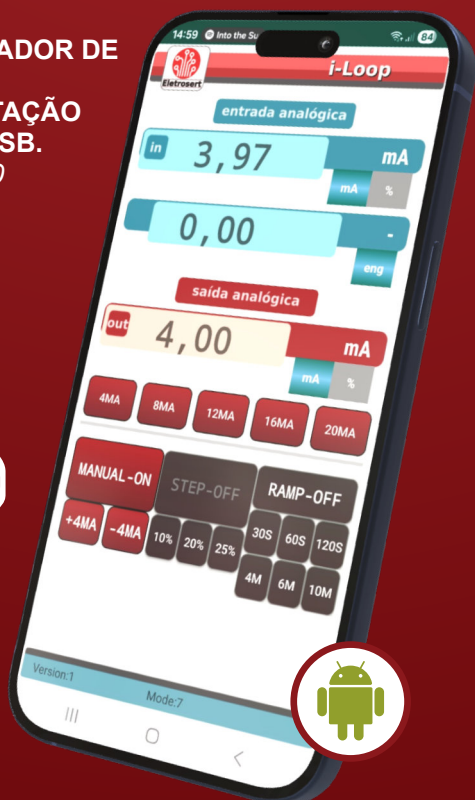 ADOR DE
TAÇÃO
SB.
14:59 Into the Su 84
Eletrosert
i-Loop
entrada analógica
in 3,97 mA
mA %
0,00 -
eng
saída analógica
out 4,00 mA
mA %
4MA 8MA 12MA 16MA 20MA
MANUAL-ON STEP-OFF RAMP-OFF
+4MA -4MA 10% 20% 25% 30S 60S 120S
4M 6M 10M
Version:1 Mode:7